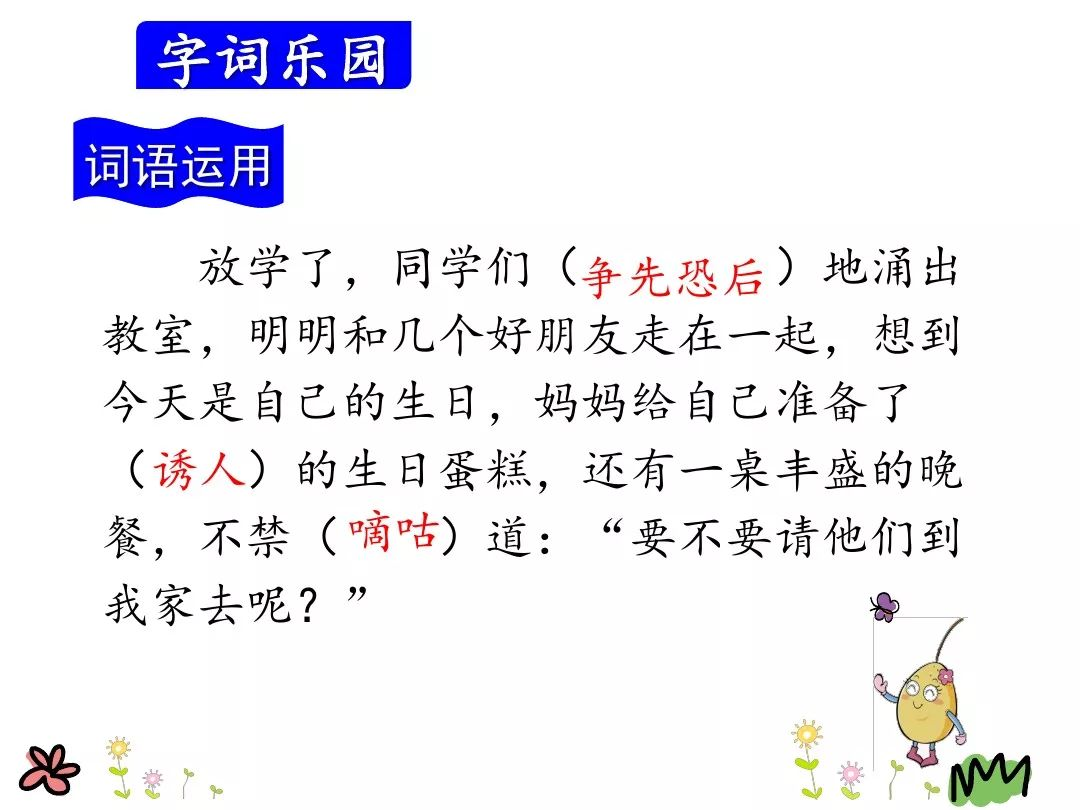 字词乐园
词语运用
放学了，同学们（争先恐后）地涌出
教室，明明和几个好朋友走在一起，想到
今天是自己的生日，妈妈给自己准备了
（诱人）的生日蛋糕，还有一桌丰盛的晚
餐，不禁（嘀咕）道：“要不要请他们到
我家去呢？”